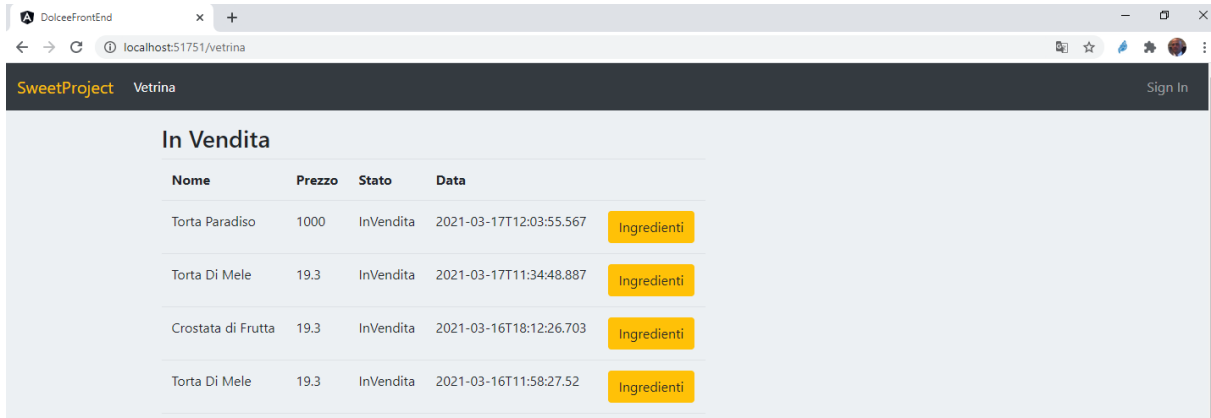 DolceeFrontEnd
localhost:51751/vetrina
SweetProject Vetrina Sign In
In Vendita
Nome Prezzo Stato Data
Torta Paradiso 1000 InVendita 2021-03-17T12:03:55.567 Ingredienti
Torta Di Mele 19.3 InVendita 2021-03-17T11:34:48.887 Ingredienti
Crostata di Frutta 19.3 InVendita 2021-03-16T18:12:26.703 Ingredienti
Torta Di Mele 19.3 InVendita 2021-03-16T11:58:27.52 Ingredienti